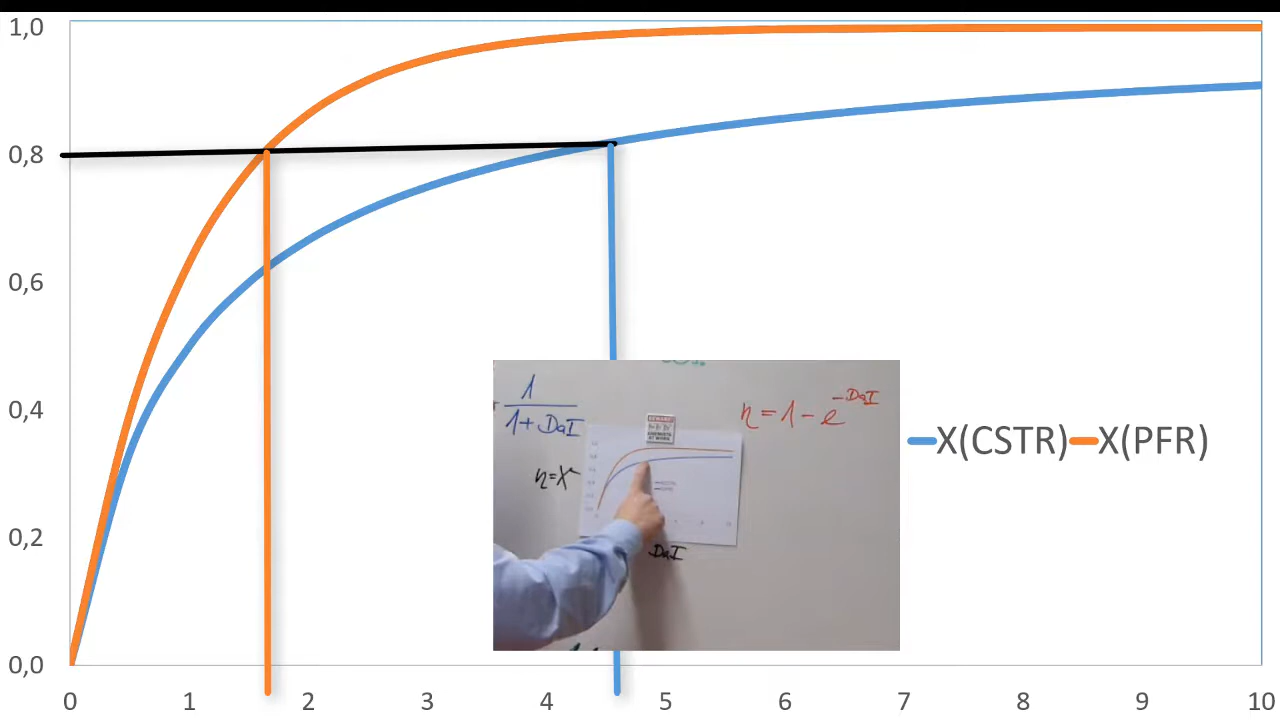 1,0
0,8
0,6
0,4
0,2
0,0
0 1 2 3 4 5 6 7 8 9 10
X(CSTR) X(PFR)
1
1+ DaI
η = 1 - e^-DaI
η=X
DaI